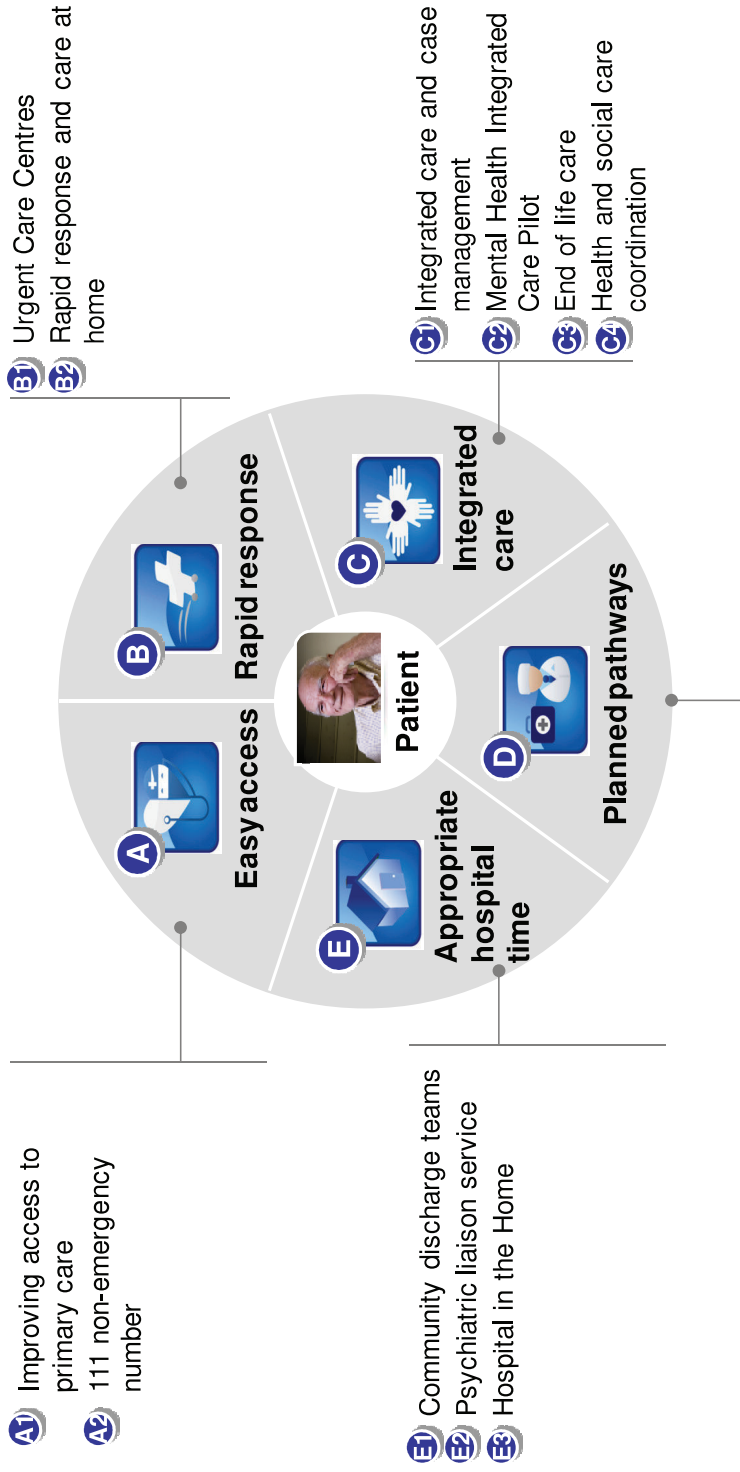 A1 Improving access to
primary care
A2 111 non-emergency
number
B1 Urgent Care Centres
B2 Rapid response and care at
home
A
Easy access
B
Rapid response
Patient
C
Integrated
care
D
Planned pathways
E
Appropriate
hospital
time
C1 Integrated care and case
management
C2 Mental Health Integrated
Care Pilot
C3 End of life care
C4 Health and social care
coordination
E1 Community discharge teams
E2 Psychiatric liaison service
E3 Hospital in the Home